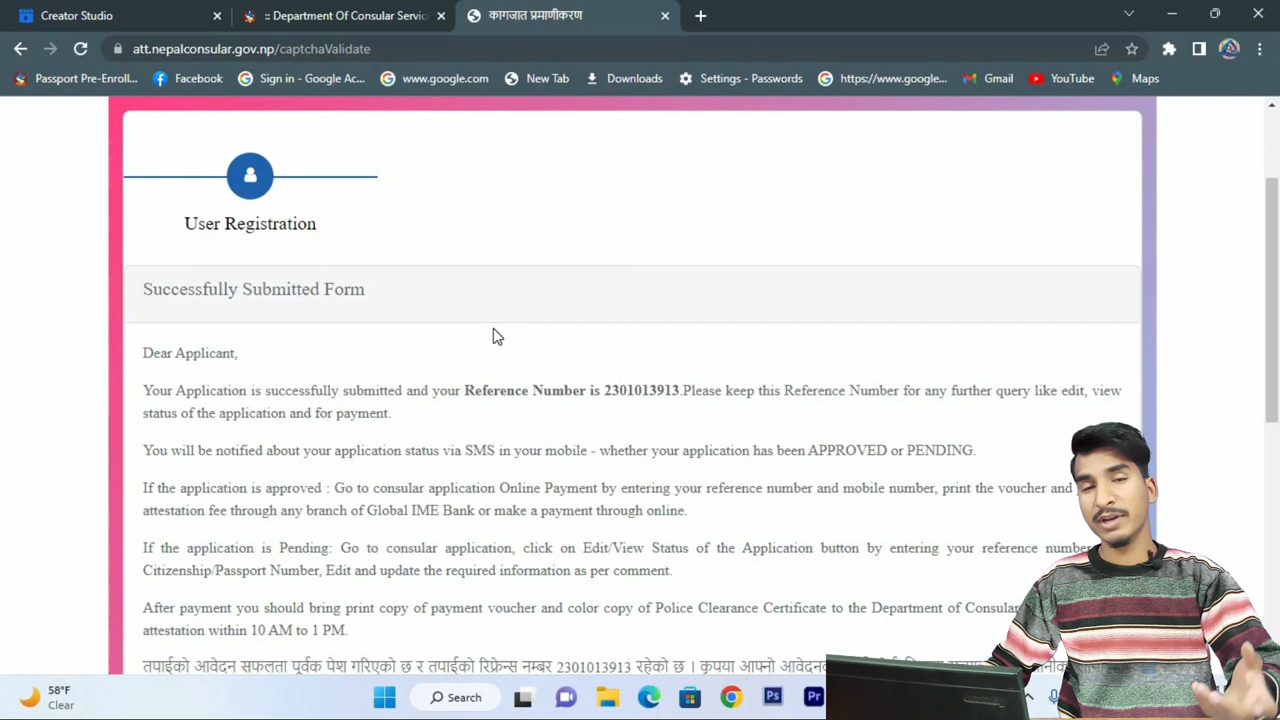 Creator Studio
:: Department Of Consular Servic
कागजात प्रमाणीकरण
att.nepalconsular.gov.np/captchaValidate
Passport Pre-Enroll...
Facebook
Sign in - Google Ac...
www.google.com
New Tab
Downloads
Settings - Passwords
https://www.google...
Gmail
YouTube
Maps
User Registration
Successfully Submitted Form
Dear Applicant,
Your Application is successfully submitted and your Reference Number is 2301013913.Please keep this Reference Number for any further query like edit, view
status of the application and for payment.
You will be notified about your application status via SMS in your mobile - whether your application has been APPROVED or PENDING.
If the application is approved : Go to consular application Online Payment by entering your reference number and mobile number, print the voucher and
attestation fee through any branch of Global IME Bank or make a payment through online.
If the application is Pending: Go to consular application, click on Edit/View Status of the Application button by entering your reference number
Citizenship/Passport Number, Edit and update the required information as per comment.
After payment you should bring print copy of payment voucher and color copy of Police Clearance Certificate to the Department of Consular
attestation within 10 AM to 1 PM.
तपाईको आवेदन सफलता पूर्वक पेश गरिएको छ र तपाईको रिफ्रेन्स नम्बर 2301013913 रहेको छ । कृपया आफ्नो
58°F
Clear
Search
Ps
Pr